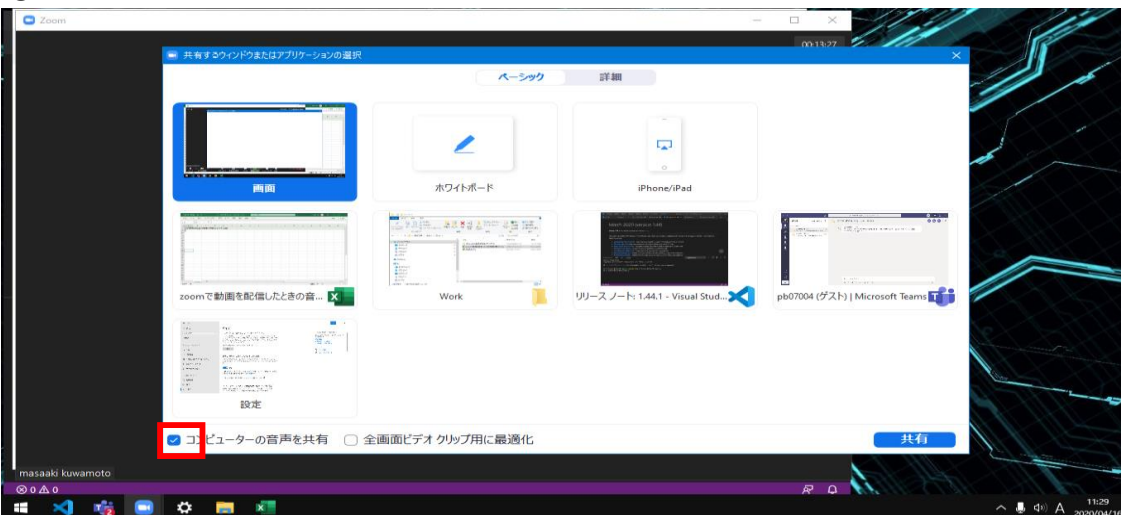 Zoom
00:13:27
共有するウィンドウまたはアプリケーションの選択
ベーシック
詳細
画面
ホワイトボード
iPhone/iPad
zoomで動画を配信したときの音...
Work
リリース ノート: 1.44.1 - Visual Stud...
pb07004 (ゲスト) | Microsoft Teams
設定
コンピューターの音声を共有
全画面ビデオ クリップ用に最適化
共有
masaaki kuwamoto
0 0
A
11:29
2020/04/16